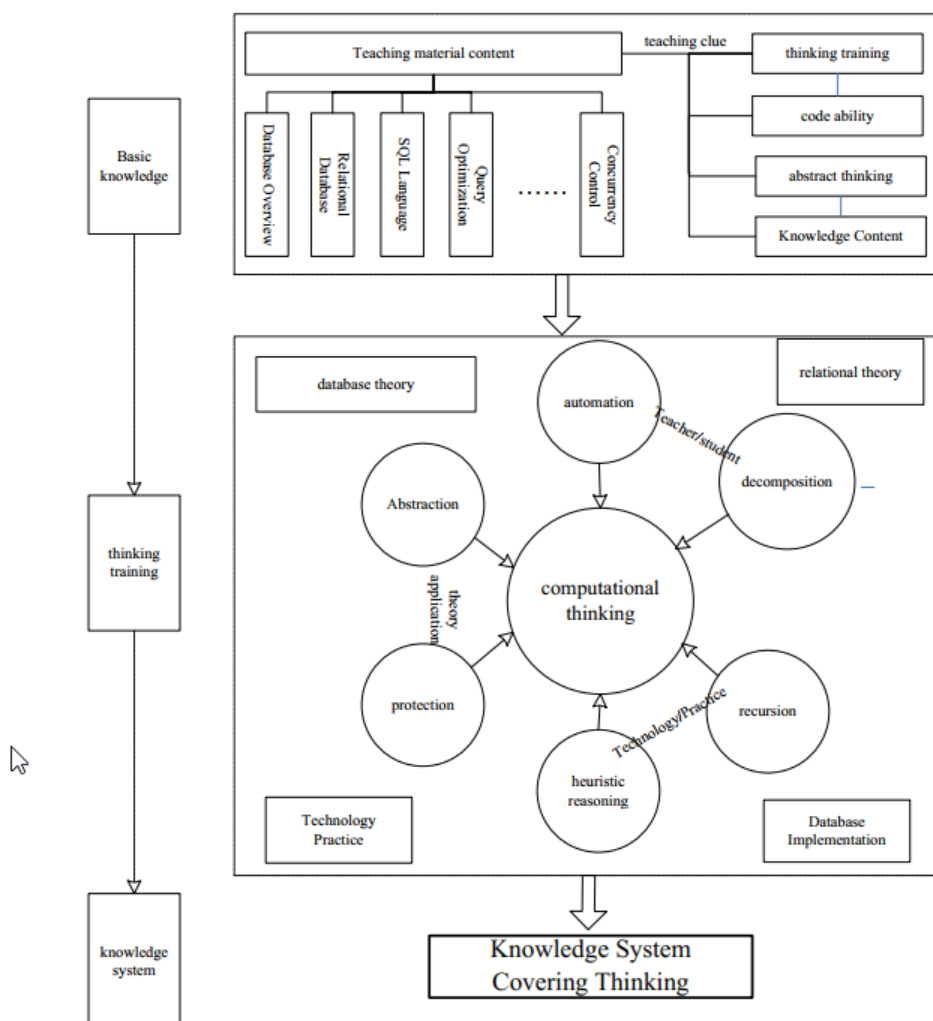 Teaching material content
teaching clue
thinking training
code ability
abstract thinking
Knowledge Content
Basic
knowledge
Database Overview
Relational
Database
SQL Language
Query
Optimization
......
Concurrency
Control
database theory
relational theory
automation
Teacher/student
decomposition
Abstraction
thinking
training
computational
thinking
theory
application
protection
Technology/Practice
recursion
heuristic
reasoning
Technology
Practice
Database
Implementation
knowledge
system
Knowledge System
Covering Thinking